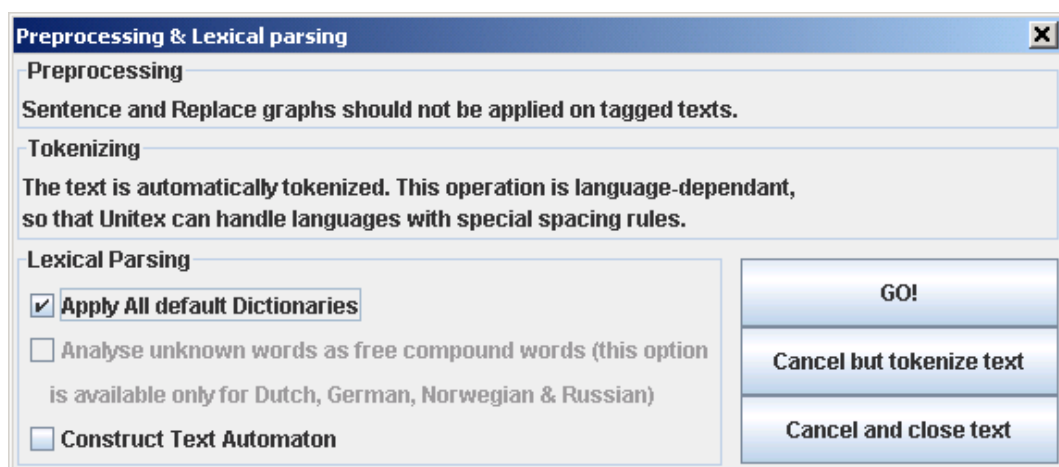 Preprocessing & Lexical parsing
Preprocessing
Sentence and Replace graphs should not be applied on tagged texts.
Tokenizing
The text is automatically tokenized. This operation is language-dependant,
so that Unitex can handle languages with special spacing rules.
Lexical Parsing
Apply All default Dictionaries
Analyse unknown words as free compound words (this option
is available only for Dutch, German, Norwegian & Russian)
Construct Text Automaton
GO!
Cancel but tokenize text
Cancel and close text